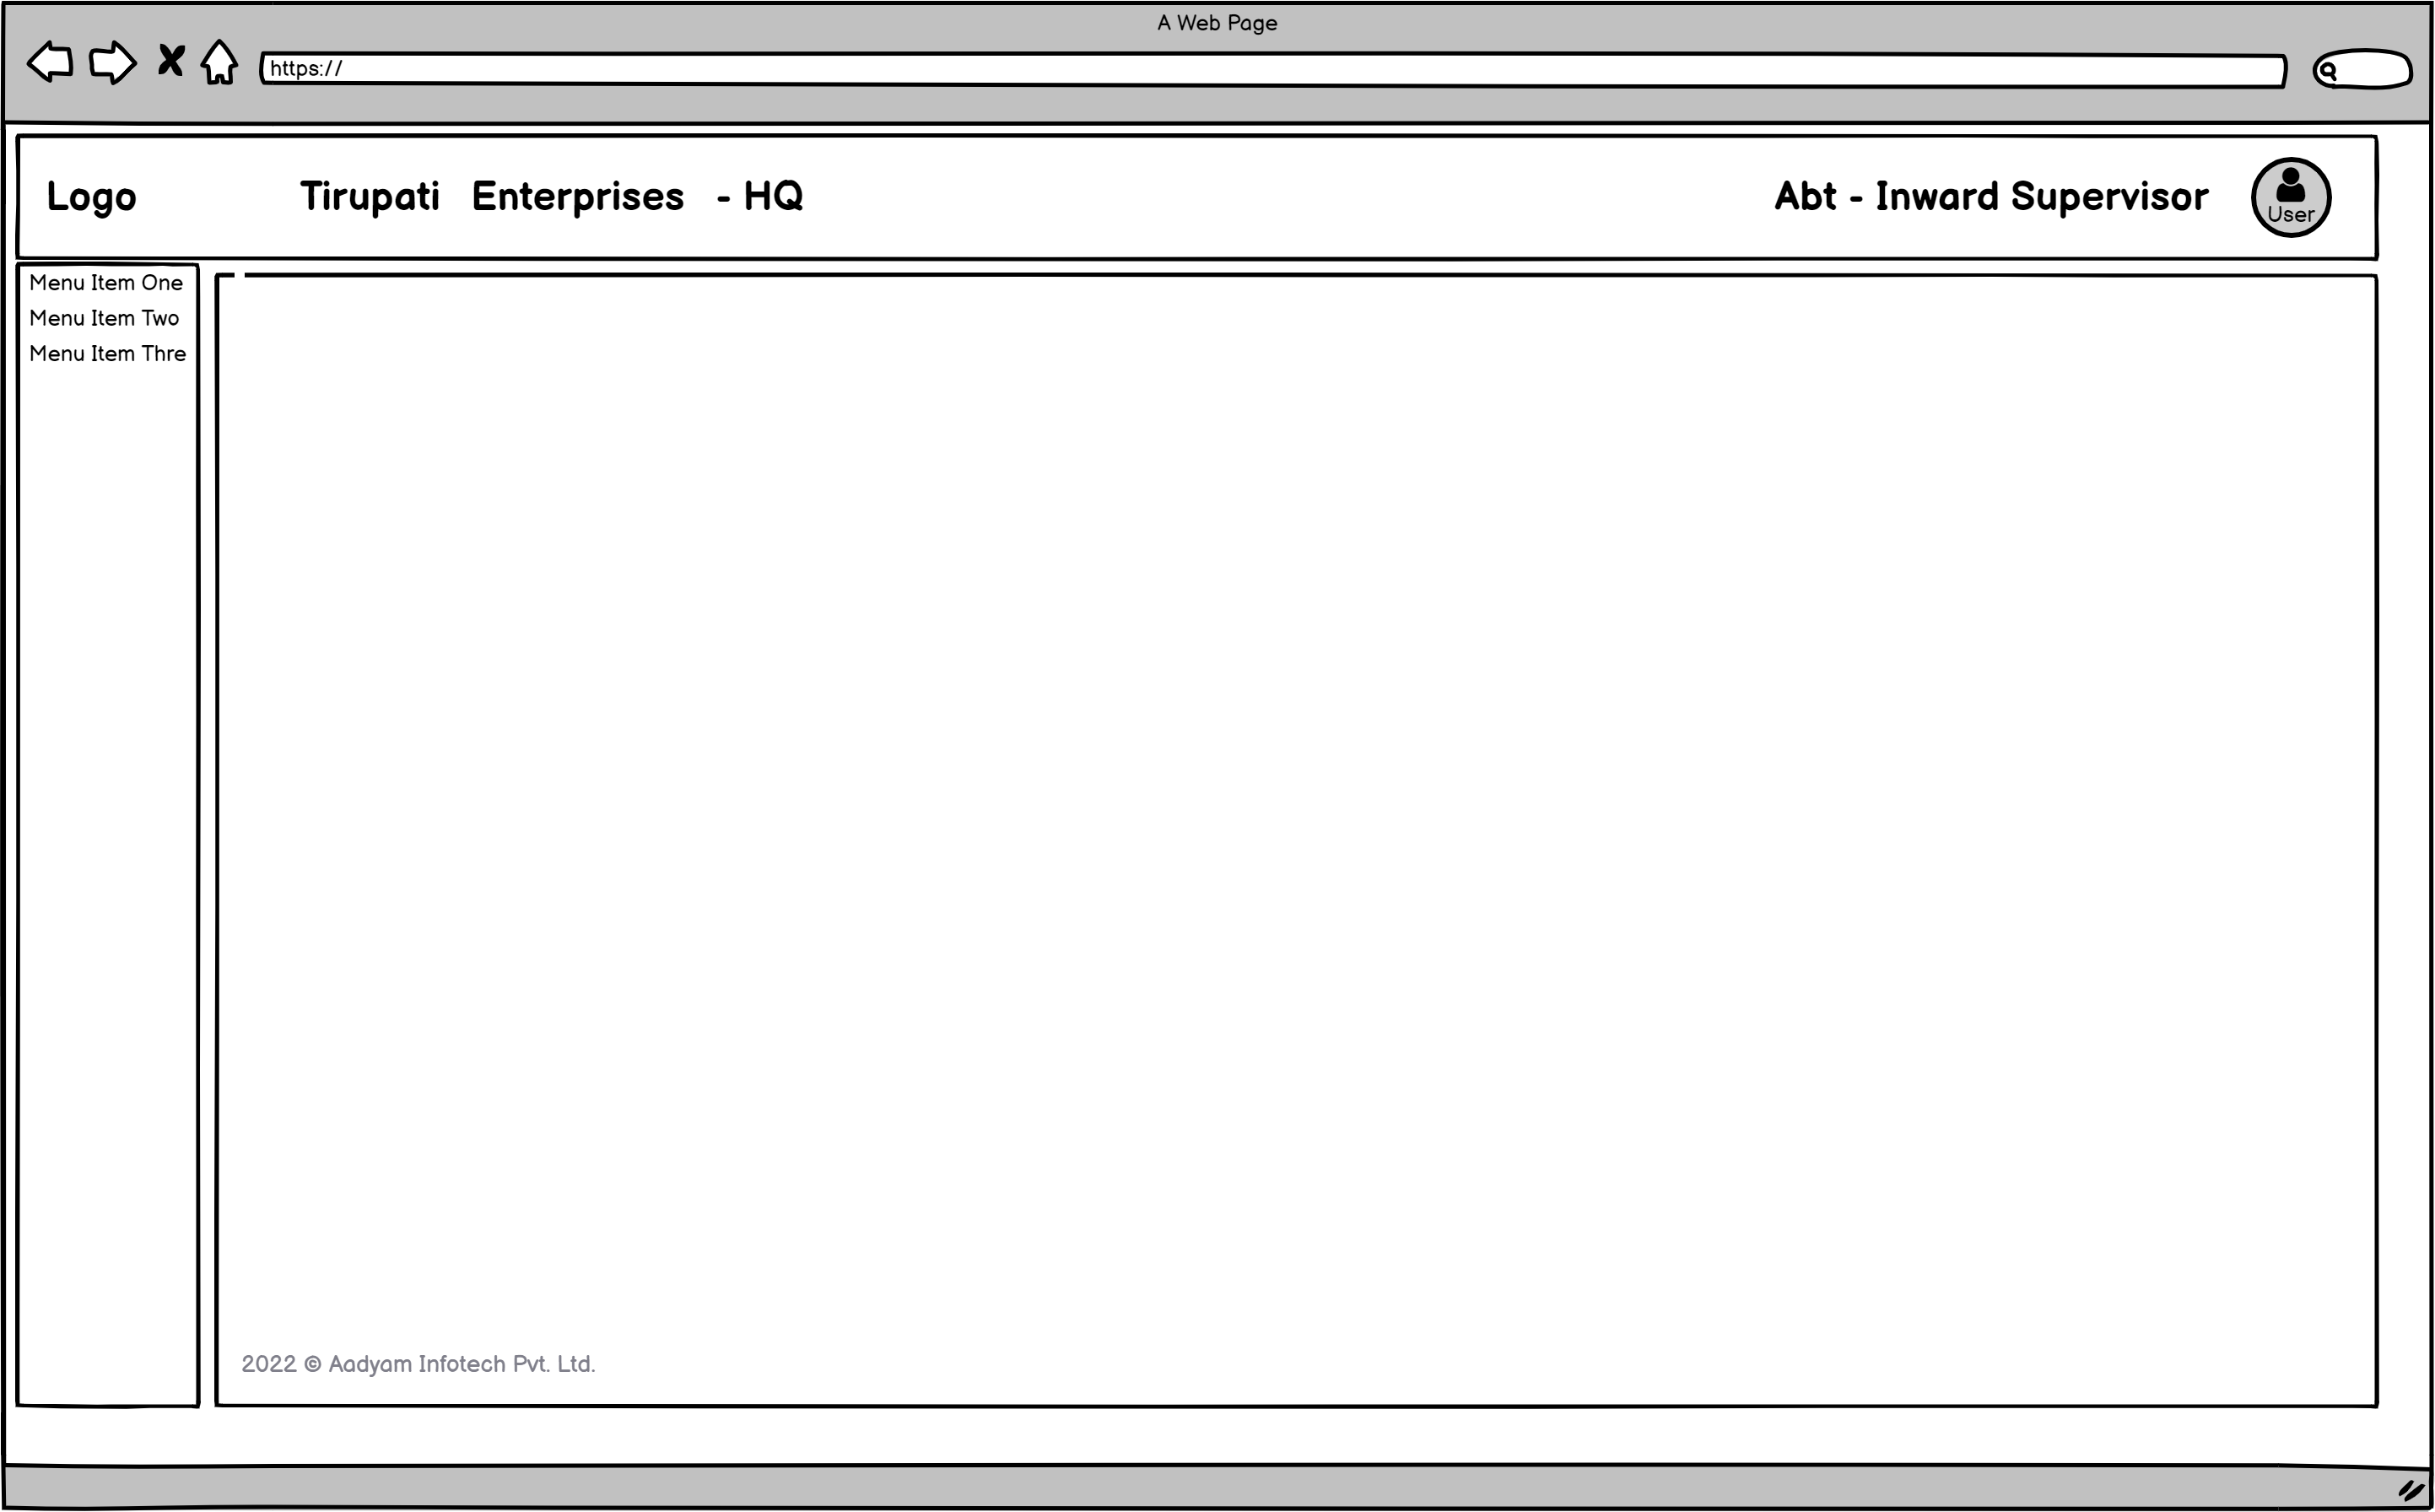 A Web Page
https://
Logo Tirupati Enterprises - HQ Abt - Inward Supervisor
User
Menu Item One
Menu Item Two
Menu Item Thre
2022 © Aadyam Infotech Pvt. Ltd.